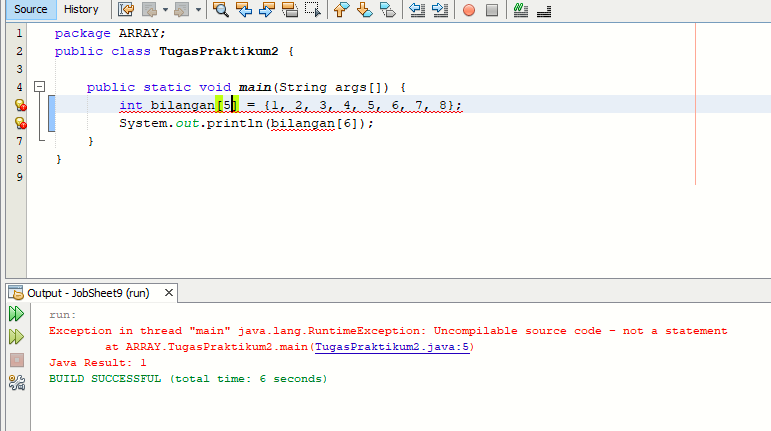 Source History
1 package ARRAY;
2 public class TugasPraktikum2 {
3
4 public static void main(String args[]) {
int bilangan[5] = {1, 2, 3, 4, 5, 6, 7, 8};
System.out.println(bilangan[6]);
7 }
8 }
9
Output - JobSheet9 (run) ×
run:
Exception in thread "main" java.lang.RuntimeException: Uncompilable source code - not a statement
at ARRAY.TugasPraktikum2.main(TugasPraktikum2.java:5)
Java Result: 1
BUILD SUCCESSFUL (total time: 6 seconds)